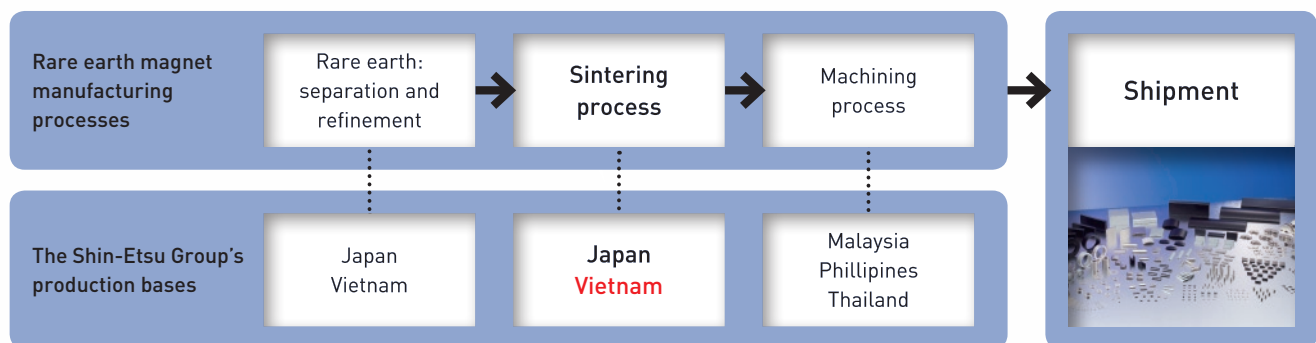 Rare earth magnet
manufacturing
processes
Rare earth:
separation and
refinement
Sintering
process
Machining
process
Shipment
The Shin-Etsu Group’s
production bases
Japan
Vietnam
Japan
Vietnam
Malaysia
Phillipines
Thailand